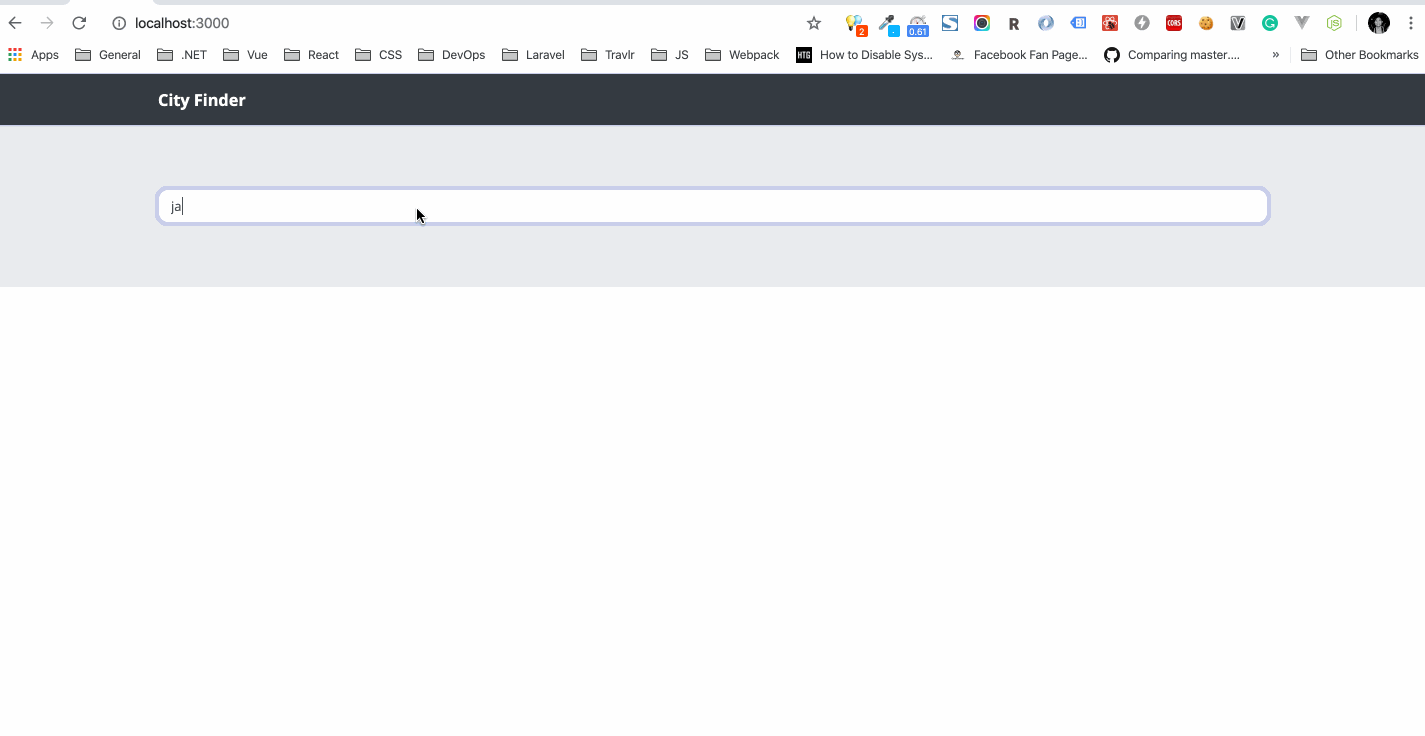 localhost:3000
2 0.61 R CORS
Apps General .NET Vue React CSS DevOps Laravel Travlr JS Webpack HTG How to Disable Sys... Facebook Fan Page... Comparing master.... » Other Bookmarks
City Finder
ja